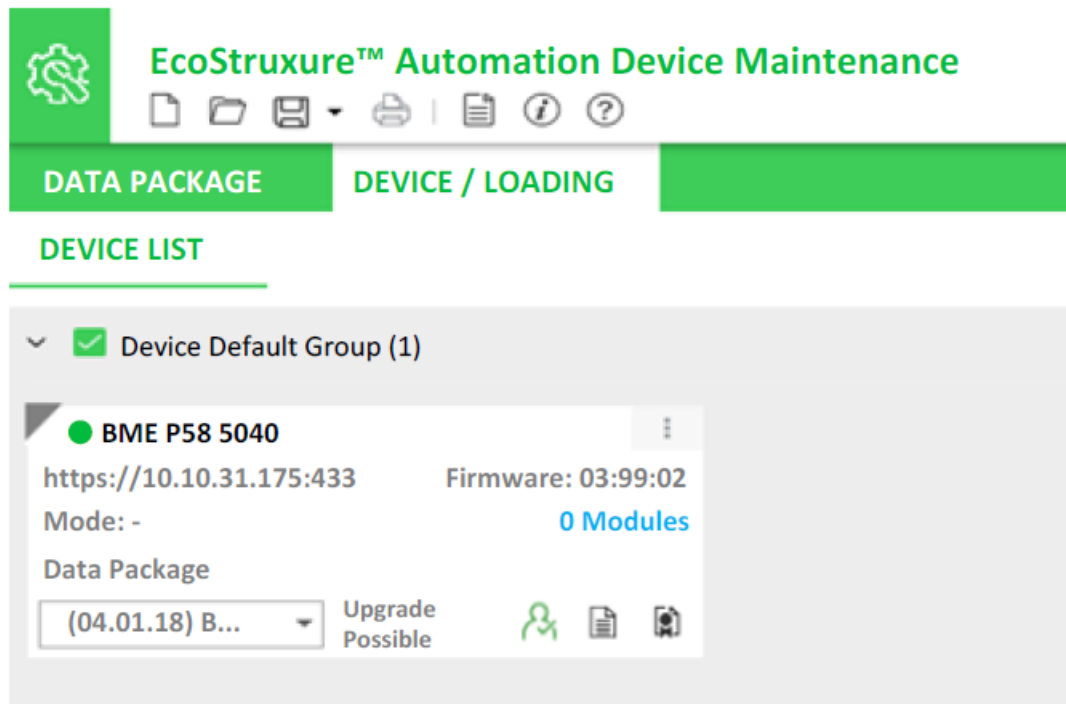 EcoStruxure™ Automation Device Maintenance
DATA PACKAGE DEVICE / LOADING
DEVICE LIST
Device Default Group (1)
BME P58 5040
https://10.10.31.175:433 Firmware: 03:99:02
Mode: - 0 Modules
Data Package
(04.01.18) B... Upgrade
Possible